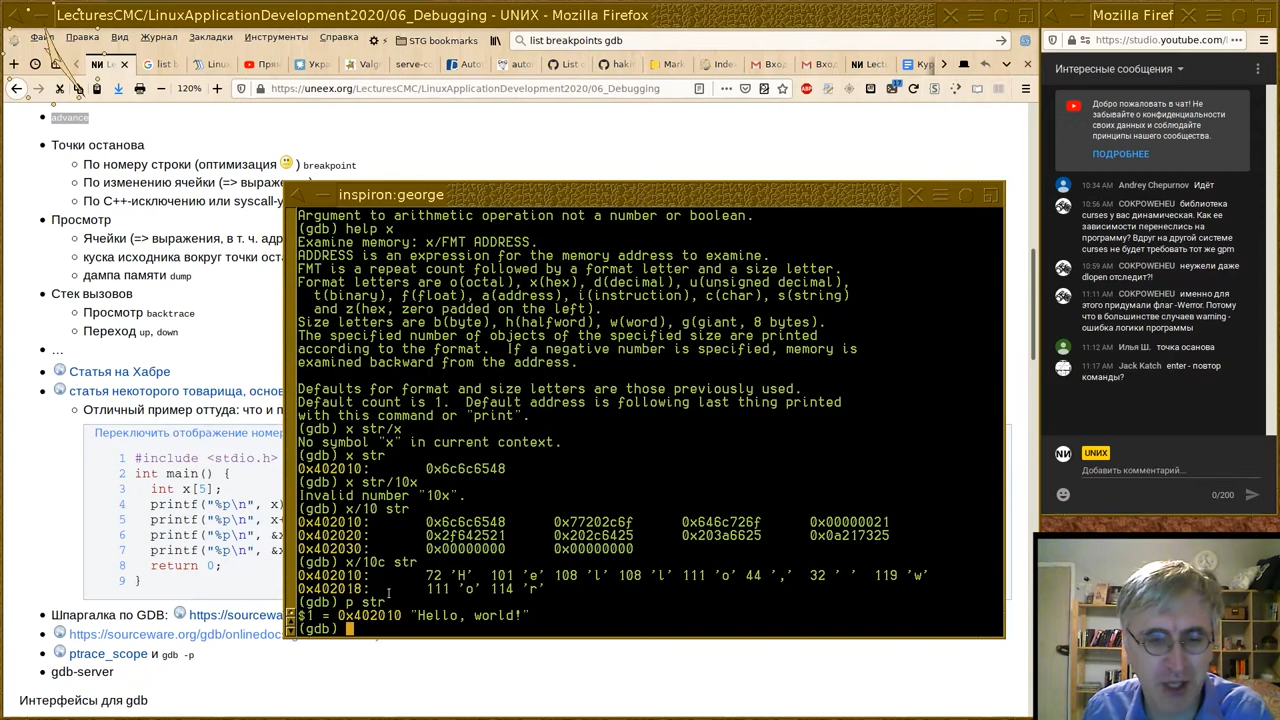 LecturesCMC/LinuxApplicationDevelopment2020/06_Debugging - UNИX - Mozilla Firefox
Файл Правка Вид Журнал Закладки Инструменты Справка STG bookmarks list breakpoints gdb
120% https://uneex.org/LecturesCMC/LinuxApplicationDevelopment2020/06_Debugging
advance
Точки останова
По номеру строки (оптимизация ) breakpoint
По изменению ячейки (=> выраже
По C++-исключению или syscall-у
Просмотр
Ячейки (=> выражения, в т. ч. адр
куска исходника вокруг точки оста
дампа памяти dump
Стек вызовов
Просмотр backtrace
Переход up, down
...
Статья на Хабре
статья некоторого товарища, основ
Отличный пример оттуда: что и п
Переключить отображение номер
1 #include <stdio.h>
2 int main() {
3 int x[5];
4 printf("%p\n", x)
5 printf("%p\n", x+
6 printf("%p\n", &x
7 printf("%p\n", &x
8 return 0;
9 }
Шпаргалка по GDB: https://sourcewar
https://sourceware.org/gdb/onlinedoc
ptrace_scope и gdb -p
gdb-server
Интерфейсы для gdb
inspiron:george
Argument to arithmetic operation not a number or boolean.
(gdb) help x
Examine memory: x/FMT ADDRESS.
ADDRESS is an expression for the memory address to examine.
FMT is a repeat count followed by a format letter and a size letter.
Format letters are o(octal), x(hex), d(decimal), u(unsigned decimal),
t(binary), f(float), a(address), i(instruction), c(char), s(string)
and z(hex, zero padded on the left).
Size letters are b(byte), h(halfword), w(word), g(giant, 8 bytes).
The specified number of objects of the specified size are printed
according to the format. If a negative number is specified, memory is
examined backward from the address.
Defaults for format and size letters are those previously used.
Default count is 1. Default address is following last thing printed
with this command or "print".
(gdb) x str/x
No symbol "x" in current context.
(gdb) x str
0x402010: 0x6c6c6548
(gdb) x str/10x
Invalid number "10x".
(gdb) x/10 str
0x402010: 0x6c6c6548 0x77202c6f 0x646c726f 0x00000021
0x402020: 0x2f642521 0x202c6425 0x203a6625 0x0a217325
0x402030: 0x00000000 0x00000000
(gdb) x/10c str
0x402010: 72 'H' 101 'e' 108 'l' 108 'l' 111 'o' 44 ',' 32 ' ' 119 'w'
0x402018: 111 'o' 114 'r'
(gdb) p str
$1 = 0x402010 "Hello, world!"
(gdb)
Mozilla Firef
https://studio.youtube.com/
Интересные сообщения
Добро пожаловать в чат! Не
забывайте о конфиденциальности
своих данных и соблюдайте
принципы нашего сообщества.
ПОДРОБНЕЕ
10:34 AM Andrey Chepurnov Идёт
10:56 AM COKPOWEHEU библиотека
curses у вас динамическая. Как ее
зависимости перенеслись на
программу? Вдруг на другой системе
curses не будет требовать тот же gpm
10:59 AM COKPOWEHEU неужели даже
dlopen отследит?!
11:11 AM COKPOWEHEU именно для
этого придумали флаг -Werror. Потому
что в большинстве случаев warning -
ошибка логики программы
11:12 AM Илья Ш. точка осанова
11:17 AM Jack Katch enter - повтор
команды?
UNИX
Добавить комментарий...
0/200